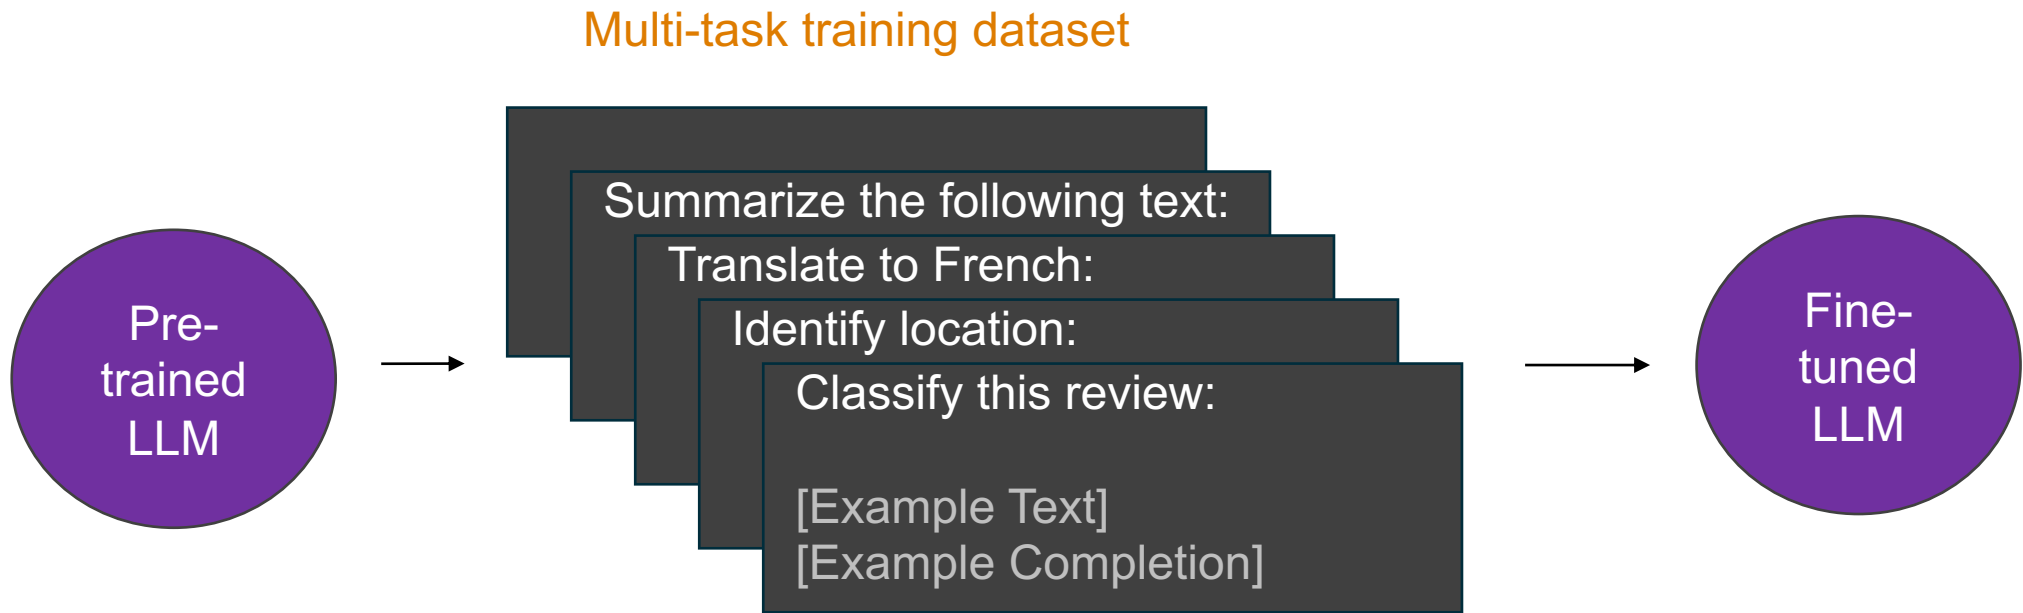 Multi-task training dataset
Pre-
trained
LLM
Summarize the following text:
Translate to French:
Identify location:
Classify this review:
[Example Text]
[Example Completion]
Fine-
tuned
LLM